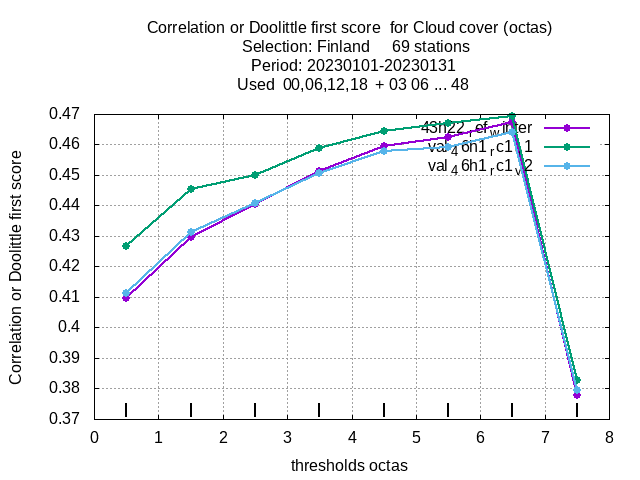 Correlation or Doolittle first score  for Cloud cover (octas)
Selection: Finland     69 stations
Period: 20230101-20230131
Used  00,06,12,18  + 03 06 ... 48
0.47
0.46
0.45
0.44
0.43
0.42
0.41
0.4
0.39
0.38
0.37
Correlation or Doolittle first score
0 1 2 3 4 5 6 7 8
thresholds octas